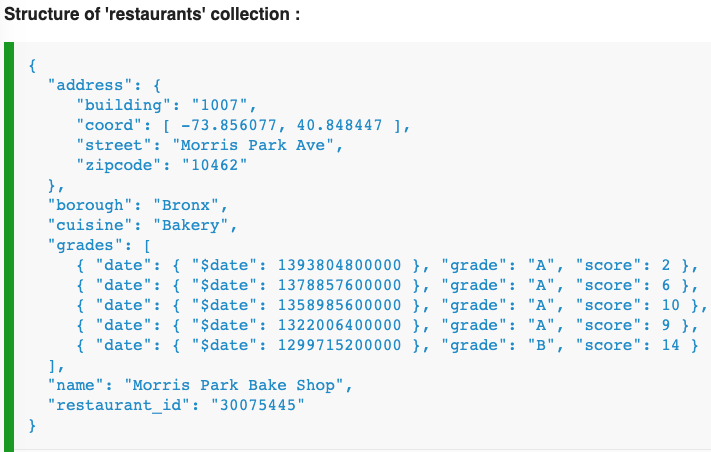 Structure of 'restaurants' collection :
{
  "address": {
     "building": "1007",
     "coord": [ -73.856077, 40.848447 ],
     "street": "Morris Park Ave",
     "zipcode": "10462"
  },
  "borough": "Bronx",
  "cuisine": "Bakery",
  "grades": [
     { "date": { "$date": 1393804800000 }, "grade": "A", "score": 2 },
     { "date": { "$date": 1378857600000 }, "grade": "A", "score": 6 },
     { "date": { "$date": 1358985600000 }, "grade": "A", "score": 10 },
     { "date": { "$date": 1322006400000 }, "grade": "A", "score": 9 },
     { "date": { "$date": 1299715200000 }, "grade": "B", "score": 14 }
  ],
  "name": "Morris Park Bake Shop",
  "restaurant_id": "30075445"
}